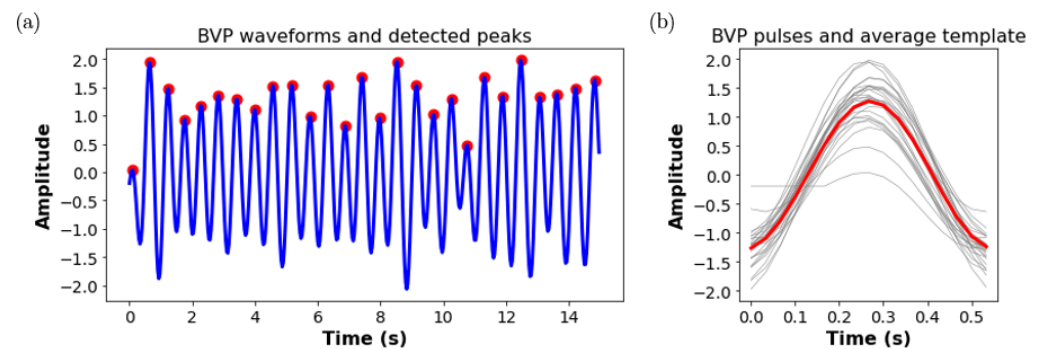 (a)
BVP waveforms and detected peaks
Amplitude
2.0
1.5
1.0
0.5
0.0
−0.5
−1.0
−1.5
−2.0
0 2 4 6 8 10 12 14
Time (s)
(b)
BVP pulses and average template
Amplitude
2.0
1.5
1.0
0.5
0.0
−0.5
−1.0
−1.5
−2.0
0.0 0.1 0.2 0.3 0.4 0.5
Time (s)